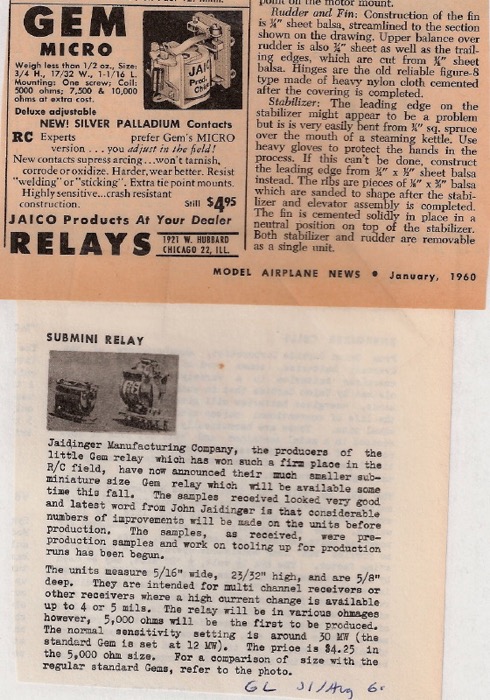 GEM
MICRO
Weigh less than 1/2 oz., Size:
3/4 H., 17/32 W., 1-1/16 L.
Mounting: One screw; Coil:
5000 ohms; 7,500 & 10,000
ohms at extra cost.
JAICO
Deluxe adjustable
NEW! SILVER PALLADIUM Contacts
RC Experts prefer Gem's MICRO
version . . . you adjust in the field!
New contacts supress arcing...won't tarnish,
corrode or oxidize. Harder, wear better. Resist
"welding" or "sticking". Extra tie point mounts.
Highly sensitive...crash resistant
construction. Still $4.95
JAICO Products At Your Dealer
RELAYS 1921 W. HUBBARD
CHICAGO 22, ILL.
point on the motor mount.
Rudder and Fin: Construction of the fin
is ¼" sheet balsa, streamlined to the section
shown on the drawing. Upper balance over
rudder is also ¼" sheet as well as the trail-
ing edges, which are cut from sheet
balsa. Hinges are the old reliable figure-8
type made of heavy nylon cloth cemented
after the covering is completed.
Stabilizer: The leading edge on the
stabilizer might appear to be a problem
but is very easily bent from sq. spruce
over the mouth of a steaming kettle. Use
heavy gloves to protect the hands in the
process. If this can't be done, construct
the leading edge from x sheet balsa
instead. The ribs are pieces of x balsa
which are sanded to shape after the stabi-
lizer and elevator assembly is completed.
The fin is cemented solidly in place in a
neutral position on top of the stabilizer.
Both stabilizer and rudder are removable
as a single unit.
MODEL AIRPLANE NEWS • January, 1960
SUBMINI RELAY
Jaidinger Manufacturing Company, the producers of the
little Gem relay which has won such a firm place in the
R/C field, have now announced their much smaller sub-
miniature size Gem relay which will be available some
time this fall. The samples received looked very good
and latest word from John Jaidinger is that considerable
numbers of improvements will be made on the units before
production. The samples, as received, were pre-
production samples and work on tooling up for production
runs has been begun.
The units measure 5/16" wide, 23/32" high, and are 5/8"
deep. They are intended for multi channel receivers or
other receivers where a high current change is available
up to 4 or 5 mils. The relay will be in various ohmages
however, 5,000 ohms will be the first to be produced.
The normal sensitivity setting is around 30 MW (the
standard Gem is set at 12 MW). The price is $4.25 in
the 5,000 ohm size. For a comparison of size with the
regular standard Gems, refer to the photo.
GL Jl/Aug 6